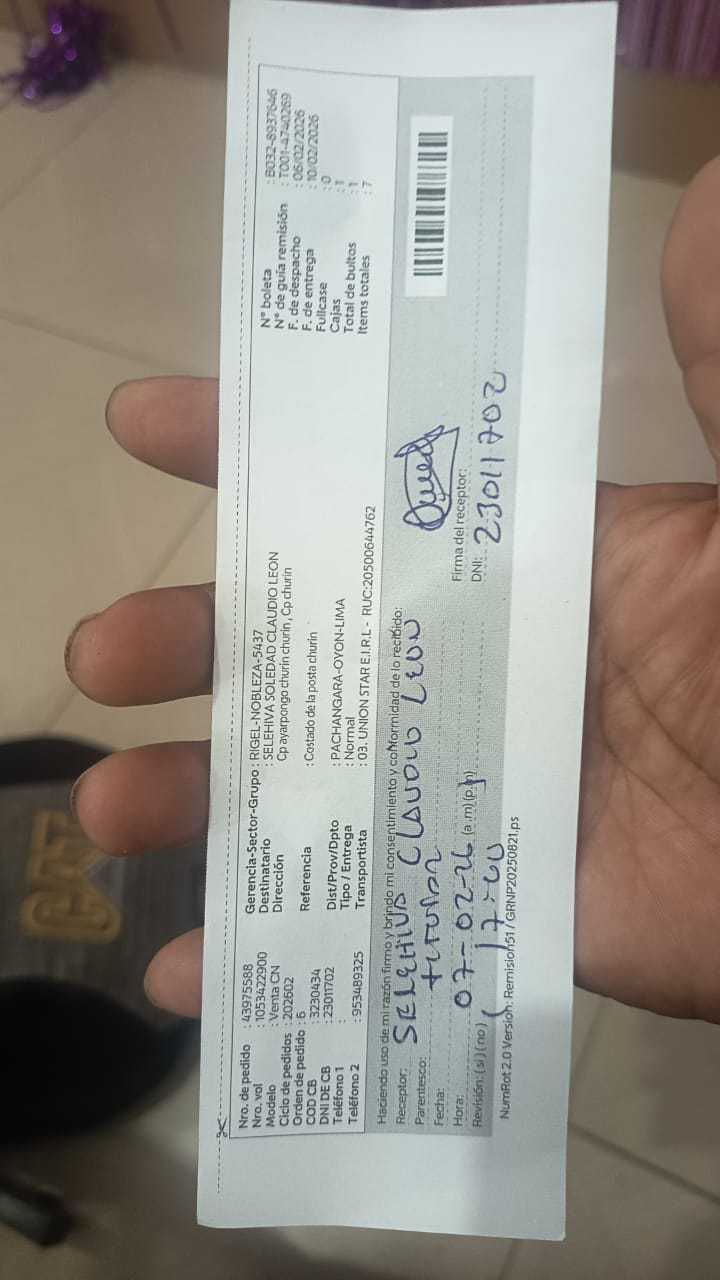 Nro. de pedido : 43975588
Nro. vol : 1053422900
Modelo : Venta CN
Ciclo de pedidos : 202602
Orden de pedido : 6
COD CB : 3230434
DNI DE CB : 23011702
Teléfono 1 :
Teléfono 2 : 953489325
Gerencia-Sector-Grupo : RIGEL-NOBLEZA-5437
Destinatario : SELEHIVA SOLEDAD CLAUDIO LEON
Dirección Cp ayarpongo churin churin , Cp churin
Referencia : Costado de la posta churin
Dist/Prov/Dpto : PACHANGARA-OYON-LIMA
Tipo / Entrega : Normal
Transportista : 03. UNION STAR E.I.R.L - RUC:20500644762
N° boleta : B032-8937646
N° de guía remisión : T001-4740269
F. de despacho : 06/02/2026
F. de entrega : 10/02/2026
Fullcase : 0
Cajas : 1
Total de bultos : 1
Items totales : 7
Haciendo uso de mi razón firmo y brindo mi consentimiento y conformidad de lo recibido:
Receptor: SELEHIVA CLAUDIO LEON
Parentesco: titular
Fecha: 07-02-26
Hora: 17:00 (a.m) (p.m)
Revisión: ( si ) ( no )
Firma del receptor:
DNI: 23011702
NumRot 2.0 Version: Remision51 / GRNP20250821.ps
CAT